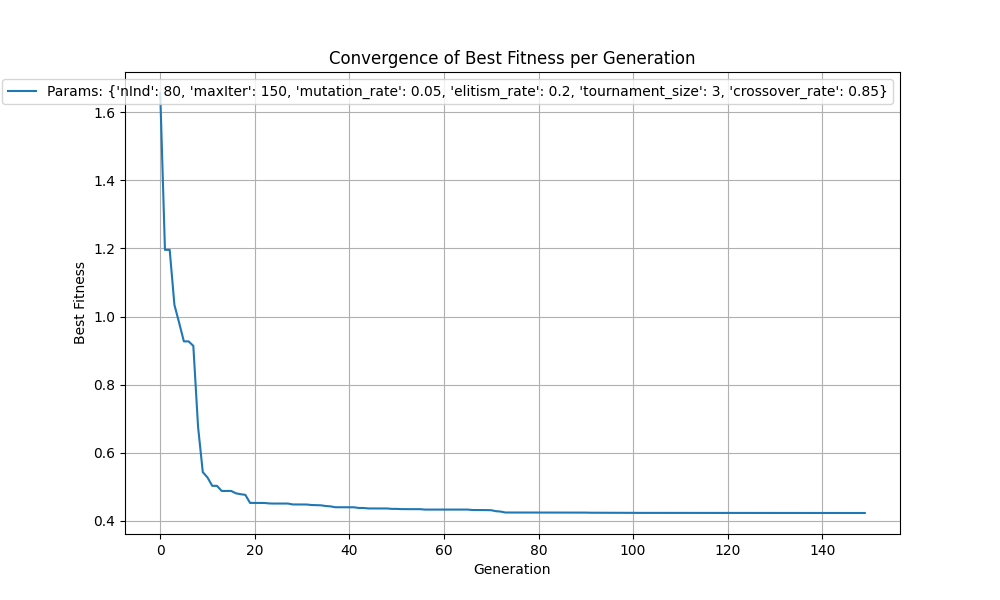 Convergence of Best Fitness per Generation
Params: {'nInd': 80, 'maxIter': 150, 'mutation_rate': 0.05, 'elitism_rate': 0.2, 'tournament_size': 3, 'crossover_rate': 0.85}
1.6
1.4
1.2
1.0
0.8
0.6
0.4
Best Fitness
0 20 40 60 80 100 120 140
Generation